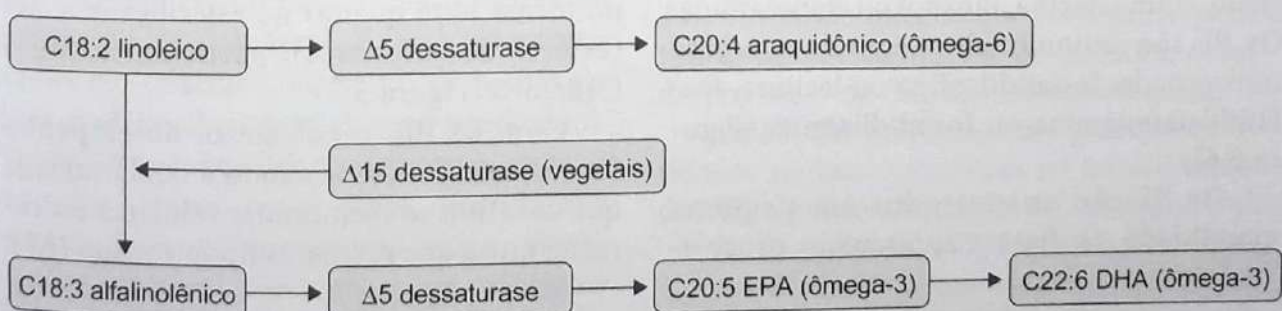 C18:2 linoleico
Δ5 dessaturase
C20:4 araquidônico (ômega-6)
Δ15 dessaturase (vegetais)
C18:3 alfalinolênico
Δ5 dessaturase
C20:5 EPA (ômega-3)
C22:6 DHA (ômega-3)